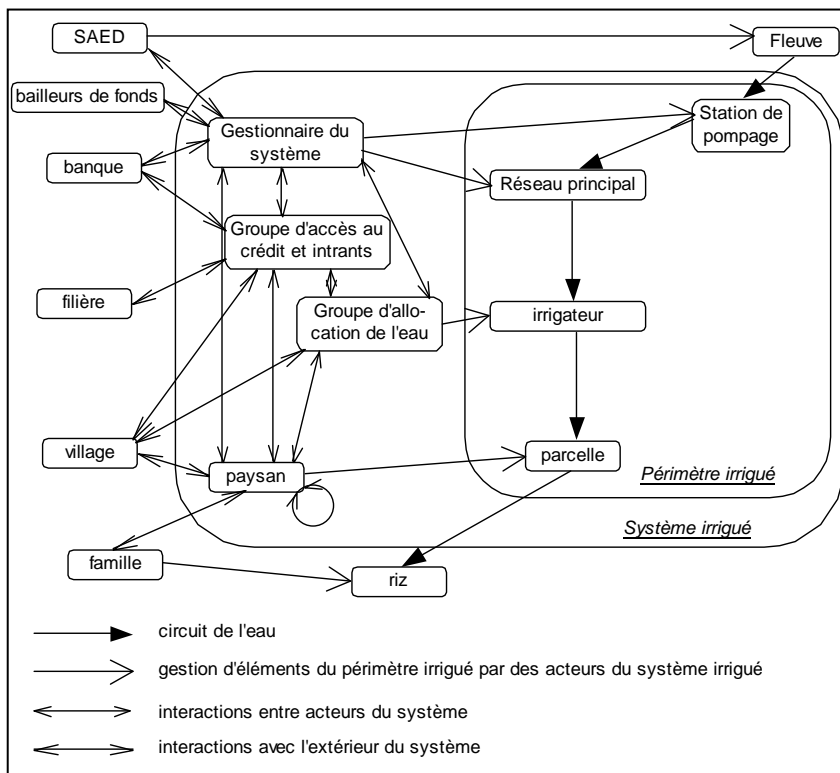 SAED
Fleuve
bailleurs de fonds
Gestionnaire du
système
Station de
pompage
banque
Réseau principal
Groupe d'accès au
crédit et intrants
filière
Groupe d'allo-
cation de l'eau
irrigateur
village
paysan
parcelle
Périmètre irrigué
Système irrigué
famille
riz
circuit de l'eau
gestion d'éléments du périmètre irrigué par des acteurs du système irrigué
interactions entre acteurs du système
interactions avec l'extérieur du système